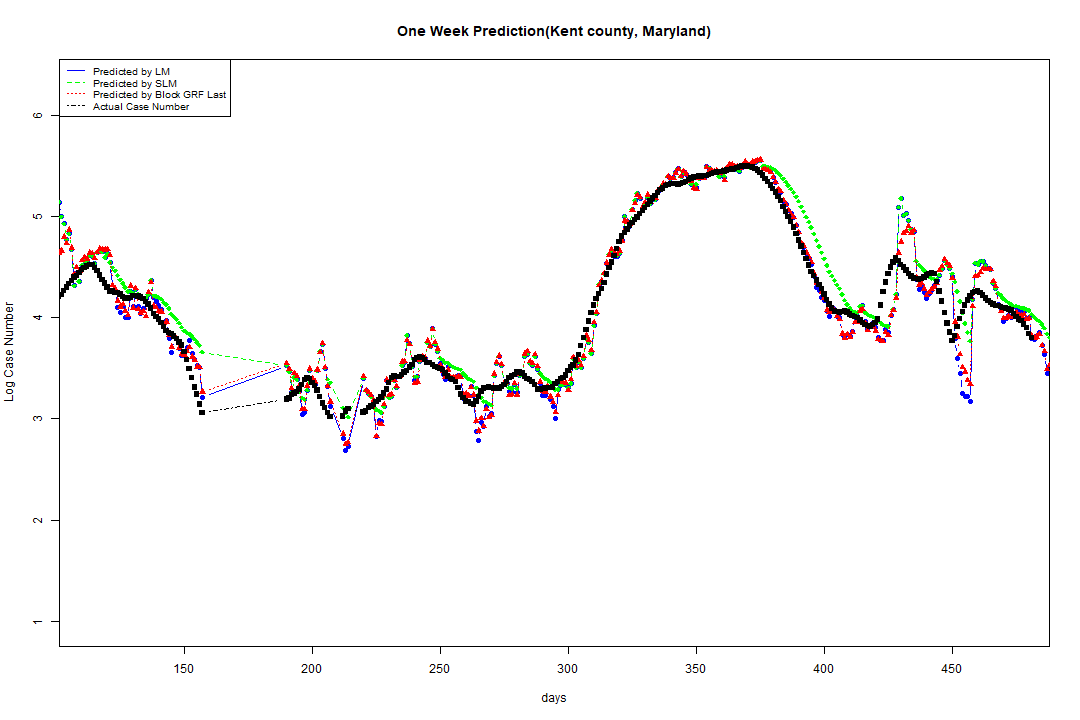 One Week Prediction(Kent county, Maryland)
Predicted by LM
Predicted by SLM
Predicted by Block GRF Last
Actual Case Number
6
5
4
3
2
1
Log Case Number
150 200 250 300 350 400 450
days